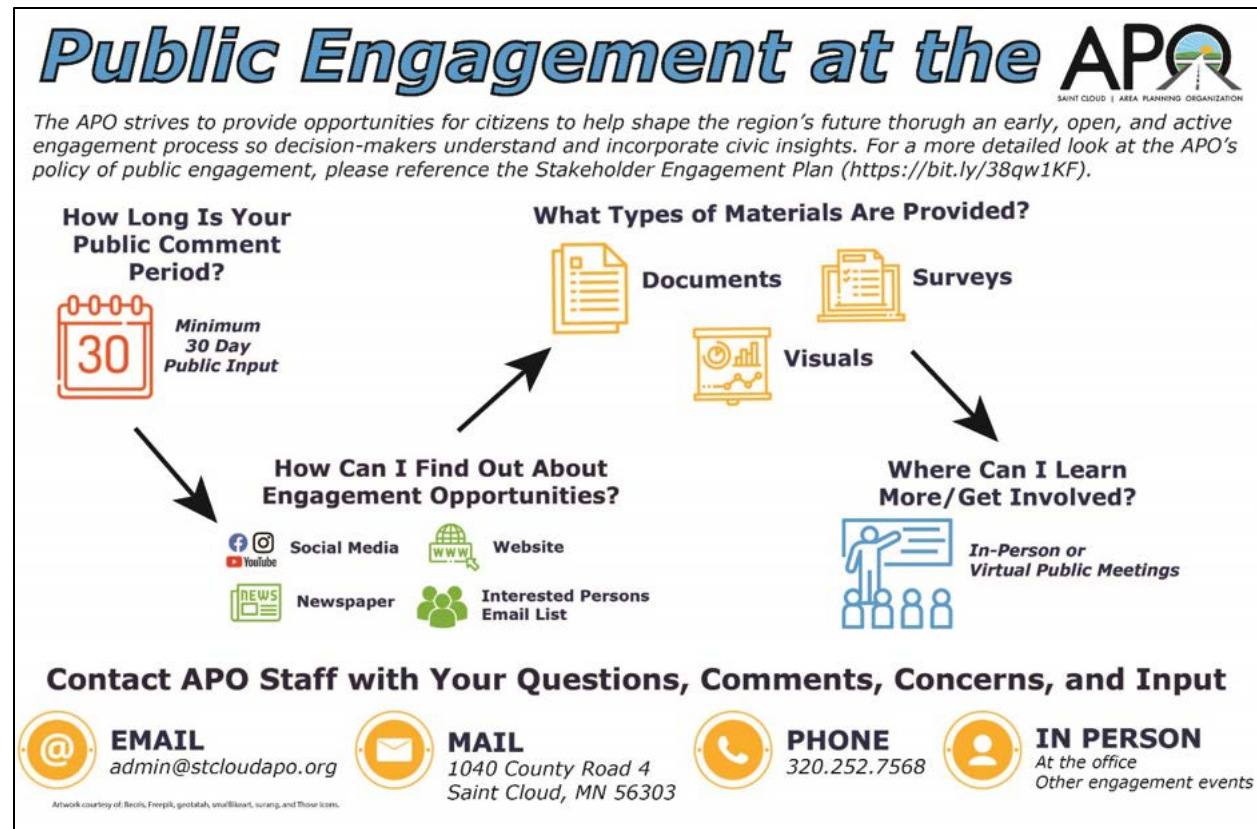 Public Engagement at the APO
SAINT CLOUD | AREA PLANNING ORGANIZATION
The APO strives to provide opportunities for citizens to help shape the region's future thorugh an early, open, and active
engagement process so decision-makers understand and incorporate civic insights. For a more detailed look at the APO's
policy of public engagement, please reference the Stakeholder Engagement Plan (https://bit.ly/38qw1KF).
How Long Is Your
Public Comment
Period?
30
Minimum
30 Day
Public Input
How Can I Find Out About
Engagement Opportunities?
YouTube
Social Media
WWW
Website
NEWS
Newspaper
Interested Persons
Email List
What Types of Materials Are Provided?
Documents
Surveys
Visuals
Where Can I Learn
More/Get Involved?
In-Person or
Virtual Public Meetings
Contact APO Staff with Your Questions, Comments, Concerns, and Input
@
EMAIL
admin@stcloudapo.org
MAIL
1040 County Road 4
Saint Cloud, MN 56303
PHONE
320.252.7568
IN PERSON
At the office
Other engagement events
Artwork courtesy of: Becris, Freepik, geotatah, smalllikeart, surang, and Those Icons.